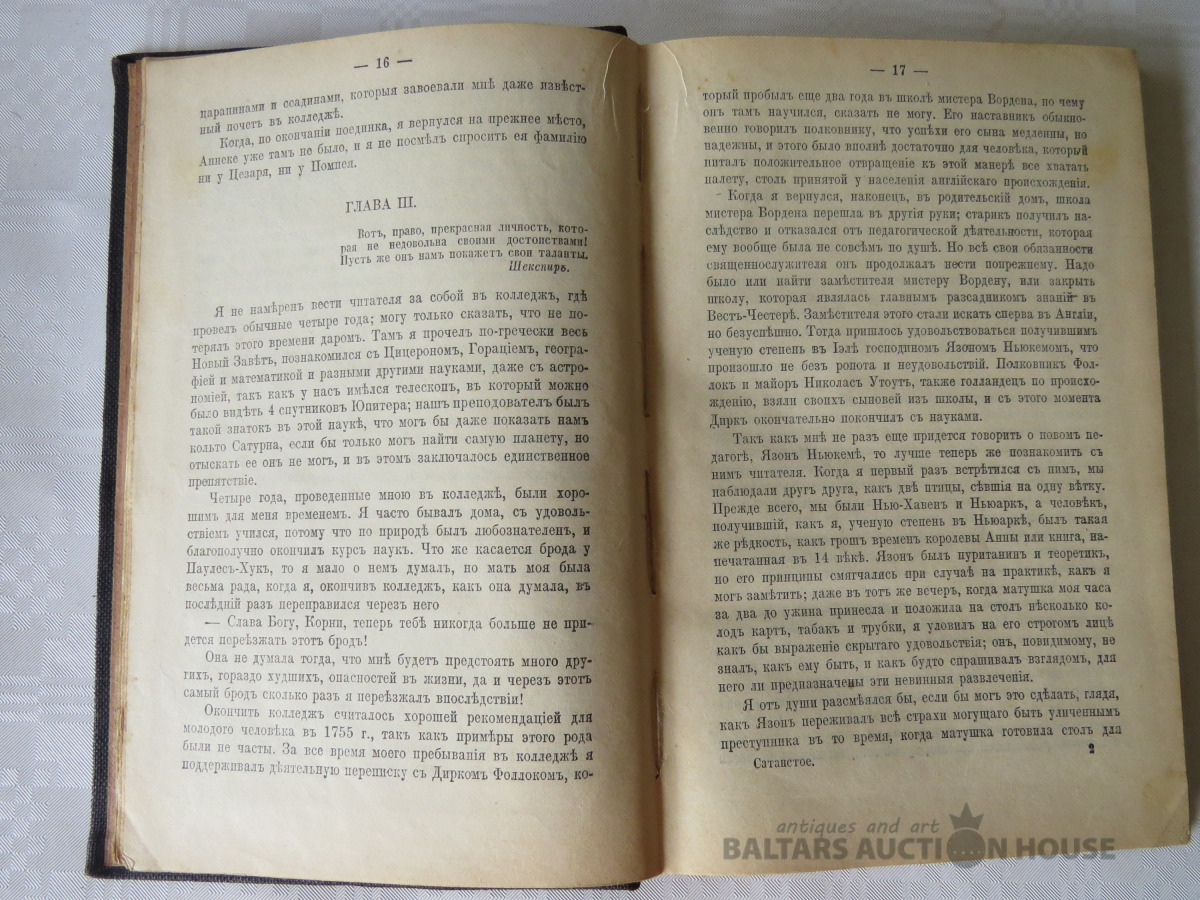 — 16 —
царапинами и ссадинами, которыя завоевали мнѣ даже извѣст-
ный почетъ въ колледжѣ.
Когда, по окончаніи поединка, я вернулся на прежнее мѣсто,
Аннеке уже тамъ не было, и я не посмѣлъ спросить ея фамилію
ни у Цезаря, ни у Помпея.
ГЛАВА III.
Вотъ, право, прекрасная личность, кото-
рая не недовольна своими достоинствами!
Пусть же онъ намъ покажетъ свои таланты.
Шекспиръ.
Я не намѣренъ вести читателя за собой въ колледжъ, гдѣ
провелъ обычные четыре года; могу только сказать, что не по-
терялъ этого времени даромъ. Тамъ я прочелъ по-гречески весь
Новый Завѣтъ, познакомился съ Цицерономъ, Гораціемъ, геогра-
фіей и математикой и разными другими науками, даже съ астро-
номіей, такъ какъ у насъ имѣлся телескопъ, въ который можно
было видѣть 4 спутниковъ Юпитера; нашъ преподователъ былъ
такой знатокъ въ этой наукѣ, что могъ бы даже показать намъ
кольто Сатурна, если бы только могъ найти самую планету, но
отыскать ее онъ не могъ, и въ этомъ заключалось единственное
препятствіе.
Четыре года, проведенные мною въ колледжѣ, были хоро-
шимъ для меня временемъ. Я часто бывалъ дома, съ удоволь-
ствіемъ учился, потому что по природѣ былъ любознателенъ, и
благополучно окончилъ курсъ наукъ. Что же касается брода у
Паулесъ-Хукъ, то я мало о немъ думалъ, но мать моя была
весьма рада, когда я, окончивъ колледжъ, какъ она думала, въ
послѣдній разъ переправился черезъ него
— Слава Богу, Корни, теперь тебѣ никогда больше не при-
дется переѣзжать этотъ бродъ!
Она не думала тогда, что мнѣ будетъ предстоять много дру-
гихъ, гораздо худшихъ, опасностей въ жизни, да и черезъ этотъ
самый бродъ сколько разъ я переѣзжалъ впослѣдствіи!
Окончить колледжъ считалось хорошей рекомендаціей для
молодого человѣка въ 1755 г., такъ какъ примѣры этого рода
были не часты. За все время моего пребыванія въ колледжѣ я
поддерживалъ дѣятельную переписку съ Диркомъ Фоллокомъ, ко-
— 17 —
торый пробылъ еще два года въ школѣ мистера Вордена, но чему
онъ тамъ научился, сказать не могу. Его наставникъ обыкно-
венно говорилъ полковнику, что успѣхи его сына медленны, но
надежны, и этого было вполнѣ достаточно для человѣка, который
питалъ положительное отвращеніе къ этой манерѣ все хватать
налету, столь принятой у населенія англійскаго происхожденія.
Когда я вернулся, наконецъ, въ родительскій домъ, школа
мистера Вордена перешла въ другія руки; старикъ получилъ на-
слѣдство и отказался отъ педагогической дѣятельности, которая
ему вообще была не совсѣмъ по душѣ. Но всѣ свои обязанности
священнослужителя онъ продолжалъ нести попрежнему. Надо
было или найти замѣстителя мистеру Вордену, или закрыть
школу, которая являлась главнымъ разсадникомъ знаній въ
Вестъ-Честерѣ. Замѣстителя этого стали искать сперва въ Англіи,
но безуспѣшно. Тогда пришлось удовольствоваться получившимъ
ученую степень въ Іэлѣ господиномъ Язономъ Ньюкемомъ, что
произошло не безъ ропота и неудовольствій. Полковникъ Фол-
локъ и майоръ Николасъ Утоутъ, также голландецъ по происхо-
жденію, взяли своихъ сыновей изъ школы, и съ этого момента
Диркъ окончательно покончилъ съ науками.
Такъ какъ мнѣ не разъ еще придется говорить о новомъ пе-
дагогѣ, Язонѣ Ньюкемѣ, то лучше теперь же познакомить съ
нимъ читателя. Когда я первый разъ встрѣтился съ нимъ, мы
наблюдали другъ друга, какъ двѣ птицы, сѣвшія на одну вѣтку.
Прежде всего, мы были Нью-Хавенъ и Ньюаркъ, а человѣкъ,
получившій, какъ я, ученую степень въ Ньюаркѣ, былъ такая
же рѣдкость, какъ грошъ временъ королевы Анны или книга, на-
печатанная въ 14 вѣкѣ. Язонъ былъ пуританинъ и теоретикъ,
но его принципы смягчались при случаѣ на практикѣ, какъ я
могъ замѣтить; даже въ тотъ же вечеръ, когда матушка моя часа
за два до ужина принесла и положила на столъ нѣсколько ко-
лодъ картъ, табакъ и трубки, я уловилъ на его строгомъ лицѣ
какъ бы выраженіе скрытаго удовольствія; онъ, повидимому, не
зналъ, какъ ему быть, и какъ будто спрашивалъ взглядомъ, для
него ли предназначены эти невинныя развлеченія.
Я отъ души разсмѣялся бы, если бы могъ это сдѣлать, глядя,
какъ Язонъ переживалъ всѣ страхи могущаго быть уличеннымъ
преступника въ то время, когда матушка готовила столъ для
Сатанстое.
2
antiques and art
BALTARS AUCTION HOUSE